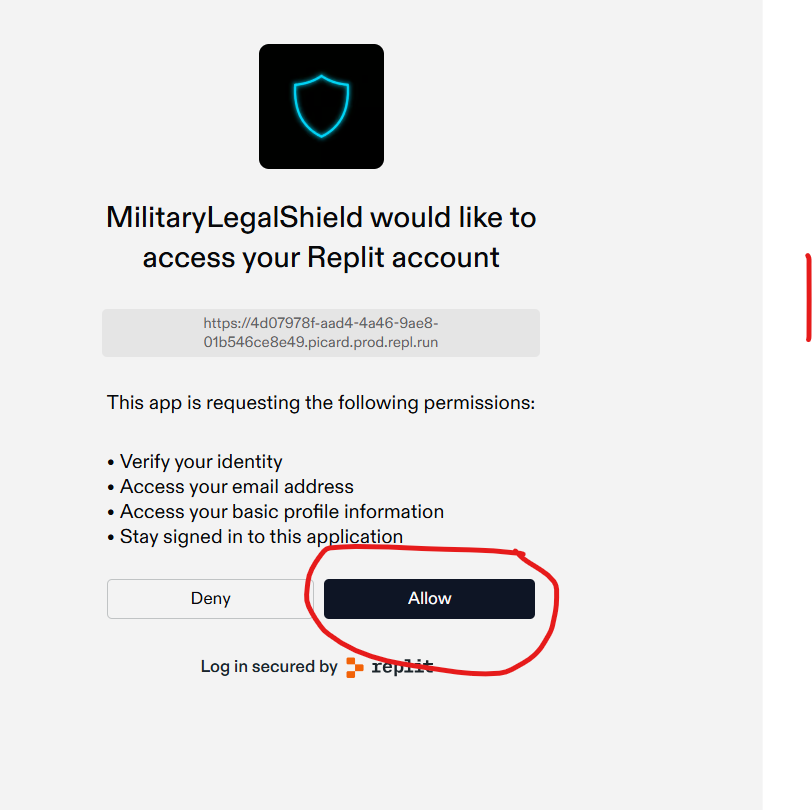 MilitaryLegalShield would like to
access your Replit account
https://4d07978f-aad4-4a46-9ae8-
01b546ce8e49.picard.prod.repl.run
This app is requesting the following permissions:
• Verify your identity
• Access your email address
• Access your basic profile information
• Stay signed in to this application
Deny
Allow
Log in secured by replit